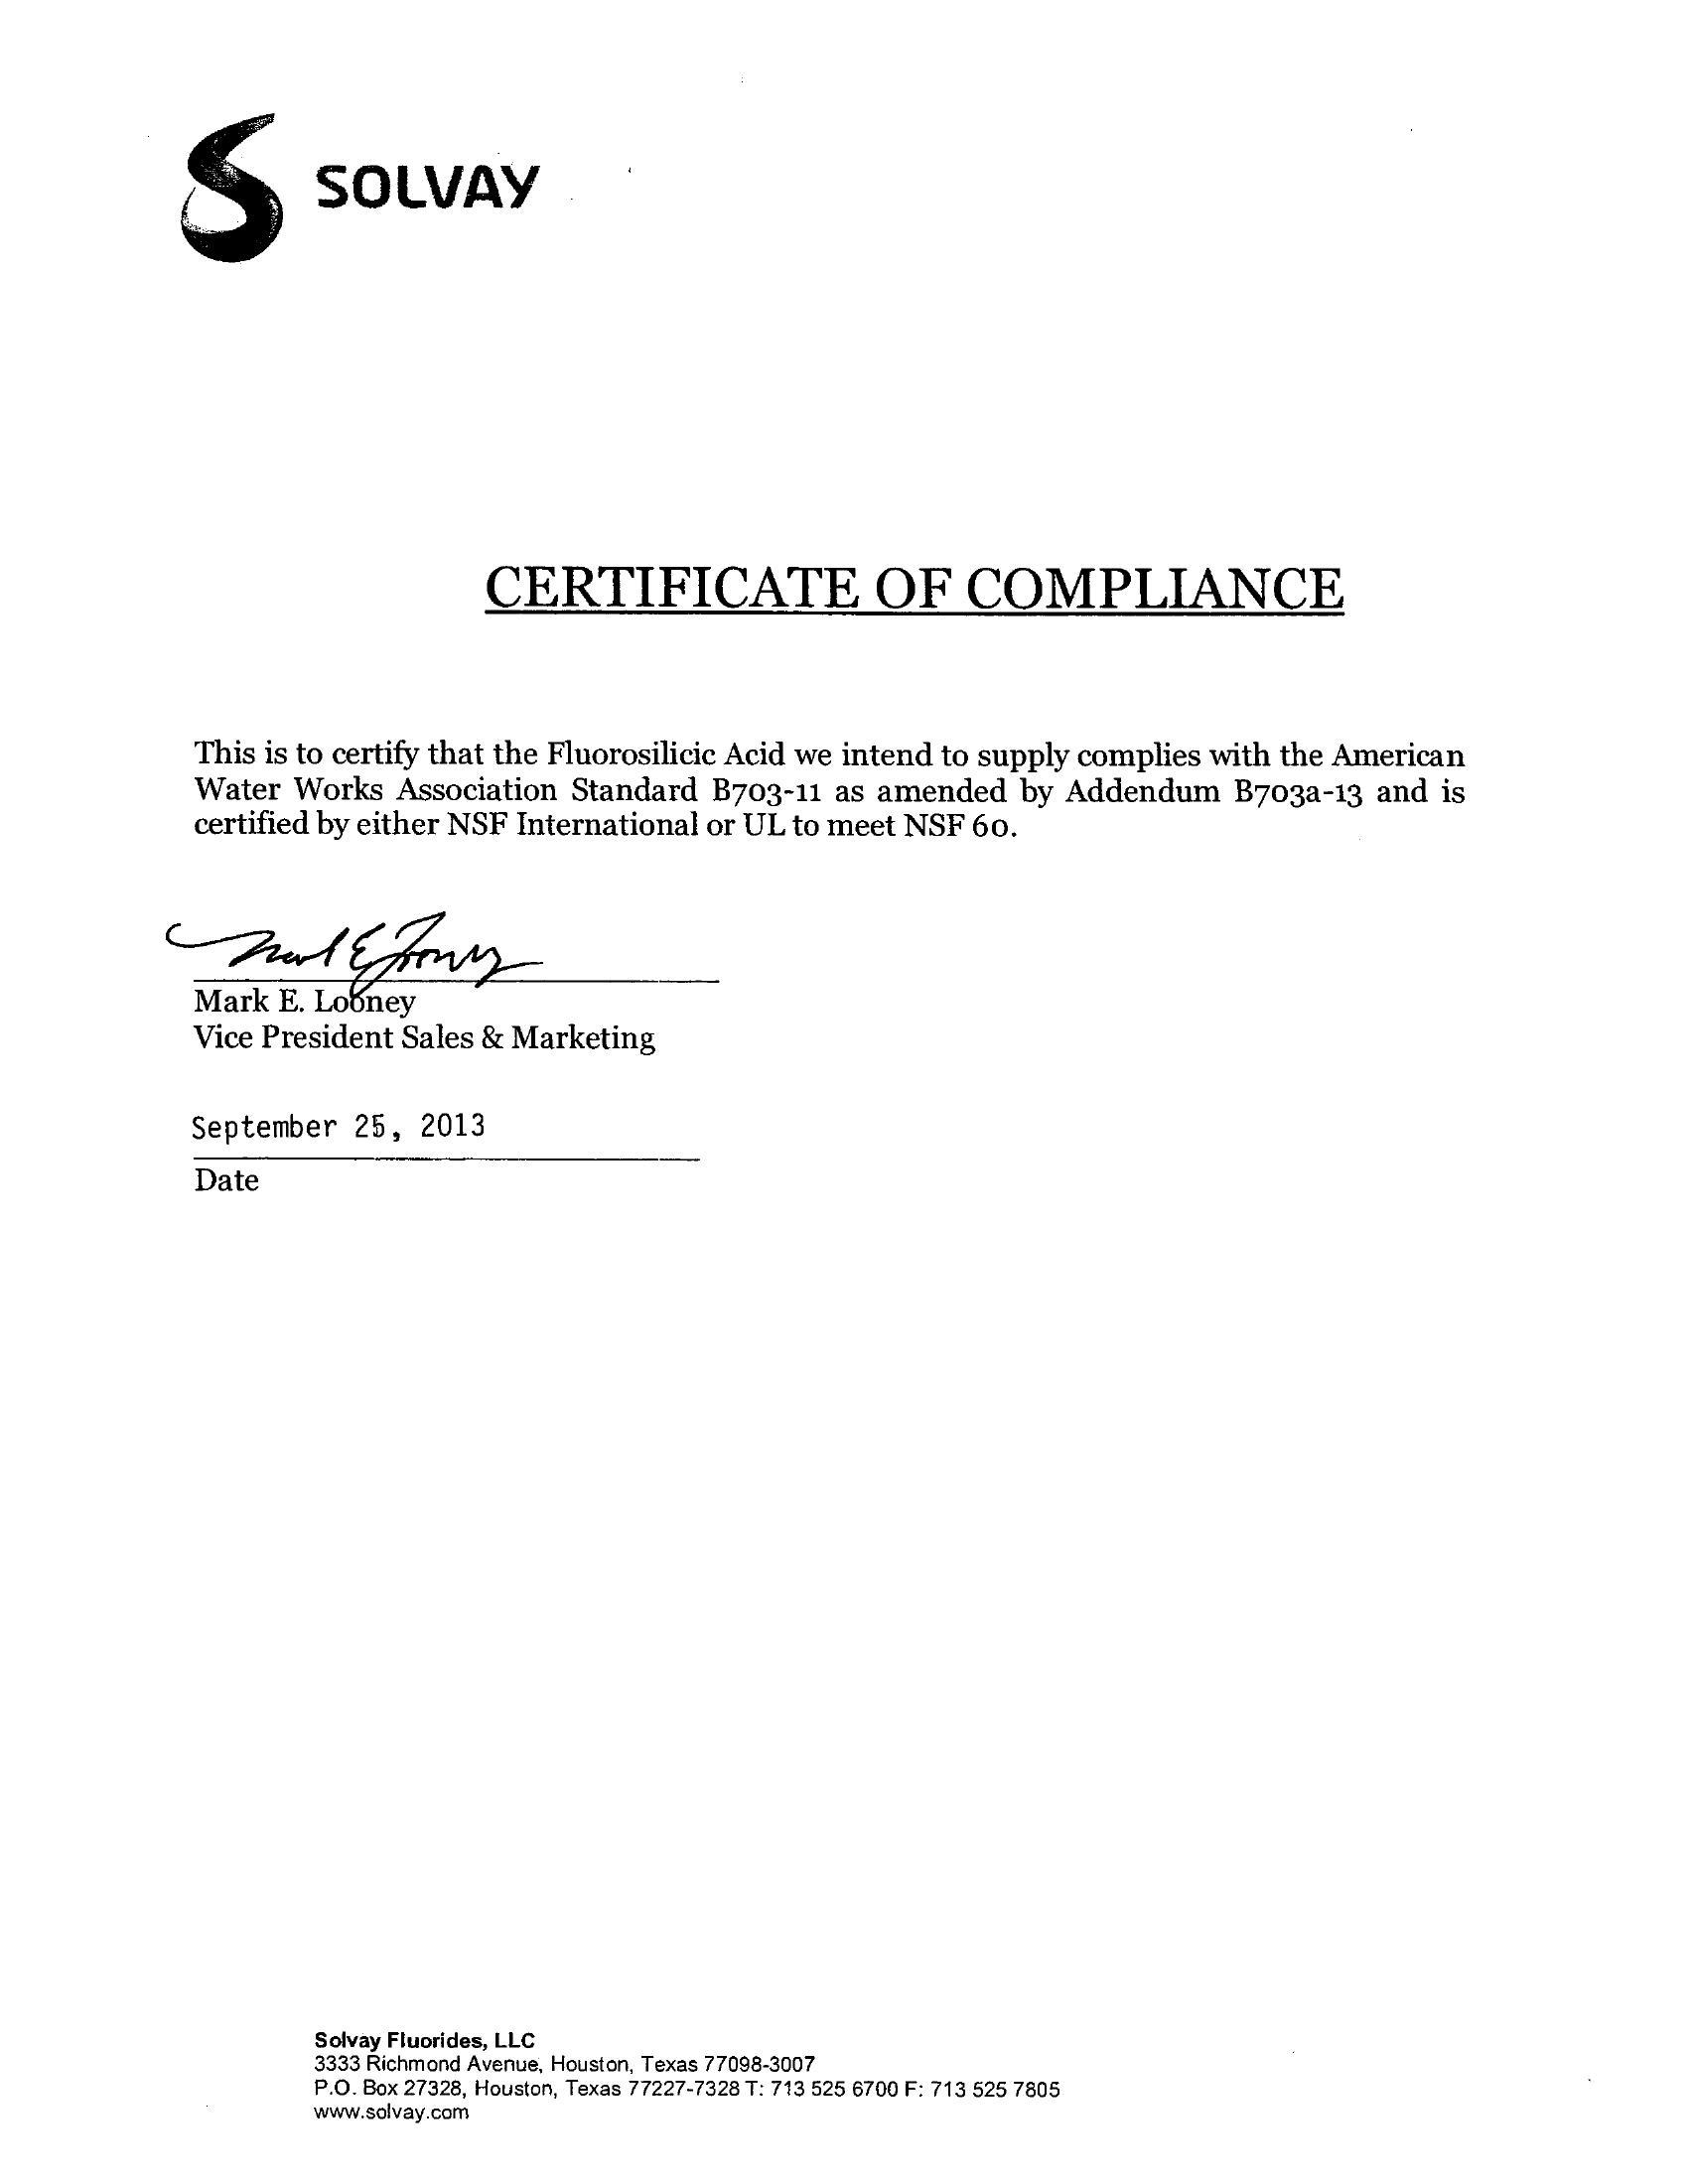 SOLVAY
CERTIFICATE OF COMPLIANCE
This is to certify that the Fluorosilicic Acid we intend to supply complies with the American
Water Works Association Standard B703-11 as amended by Addendum B703a-13 and is
certified by either NSF International or UL to meet NSF 60.
Mark E. Looney
Vice President Sales & Marketing
September 25, 2013
Date
Solvay Fluorides, LLC
3333 Richmond Avenue, Houston, Texas 77098-3007
P.O. Box 27328, Houston, Texas 77227-7328 T: 713 525 6700 F: 713 525 7805
www.solvay.com